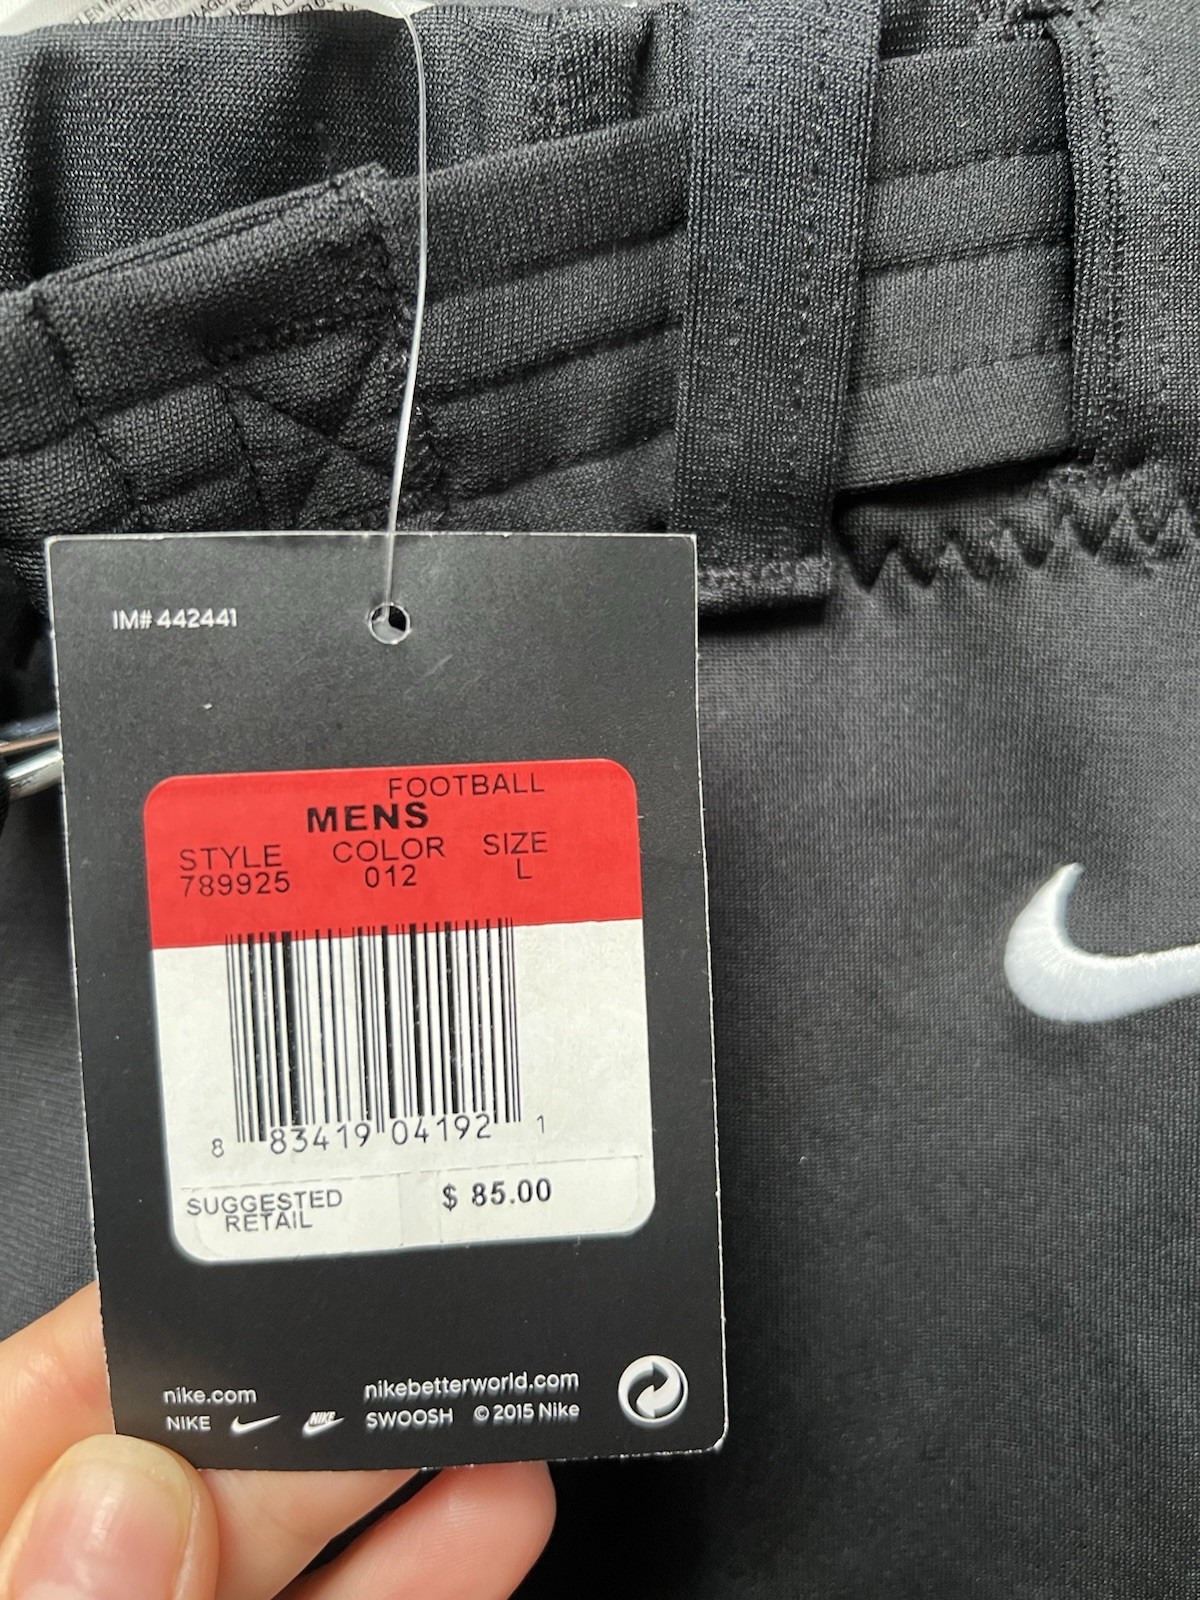 IM# 442441
FOOTBALL
MENS
STYLE COLOR SIZE
789925 012 L
8 83419 04192 1
SUGGESTED
RETAIL
$ 85.00
nike.com nikebetterworld.com
NIKE NIKE SWOOSH © 2015 Nike